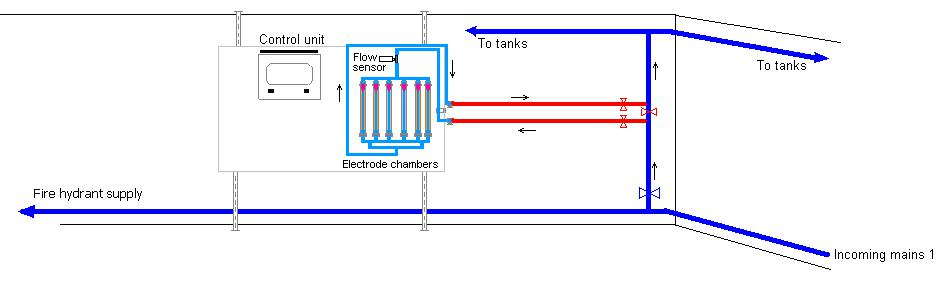 Control unit
To tanks
Flow
sensor
To tanks
Electrode chambers
Fire hydrant supply
Incoming mains 1